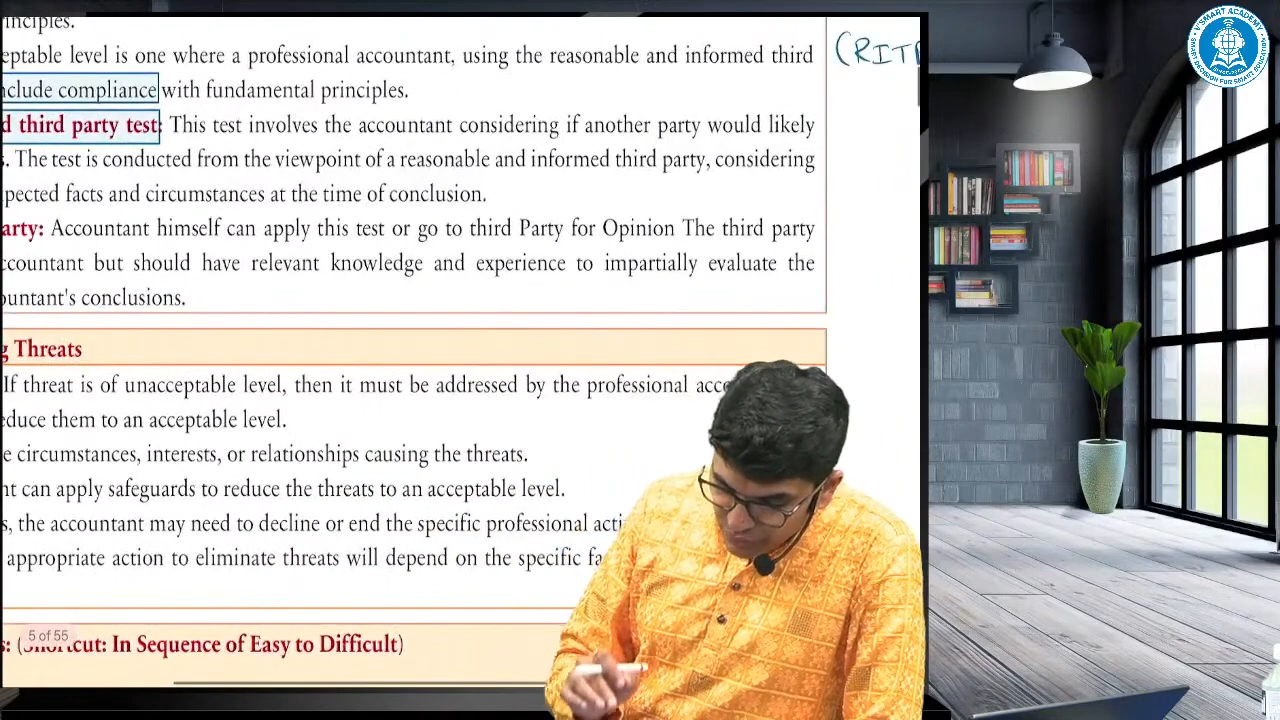 inciples.
eptable level is one where a professional accountant, using the reasonable and informed third
nclude compliance with fundamental principles.
d third party test: This test involves the accountant considering if another party would likely
s. The test is conducted from the viewpoint of a reasonable and informed third party, considering
xpected facts and circumstances at the time of conclusion.
arty: Accountant himself can apply this test or go to third Party for Opinion The third party
ccountant but should have relevant knowledge and experience to impartially evaluate the
ountant's conclusions.
g Threats
If threat is of unacceptable level, then it must be addressed by the professional acc
educe them to an acceptable level.
e circumstances, interests, or relationships causing the threats.
nt can apply safeguards to reduce the threats to an acceptable level.
s, the accountant may need to decline or end the specific professional acti
appropriate action to eliminate threats will depend on the specific fa
5 of 55
s: (Shortcut: In Sequence of Easy to Difficult)
(RITP
V'SMART ACADEMY